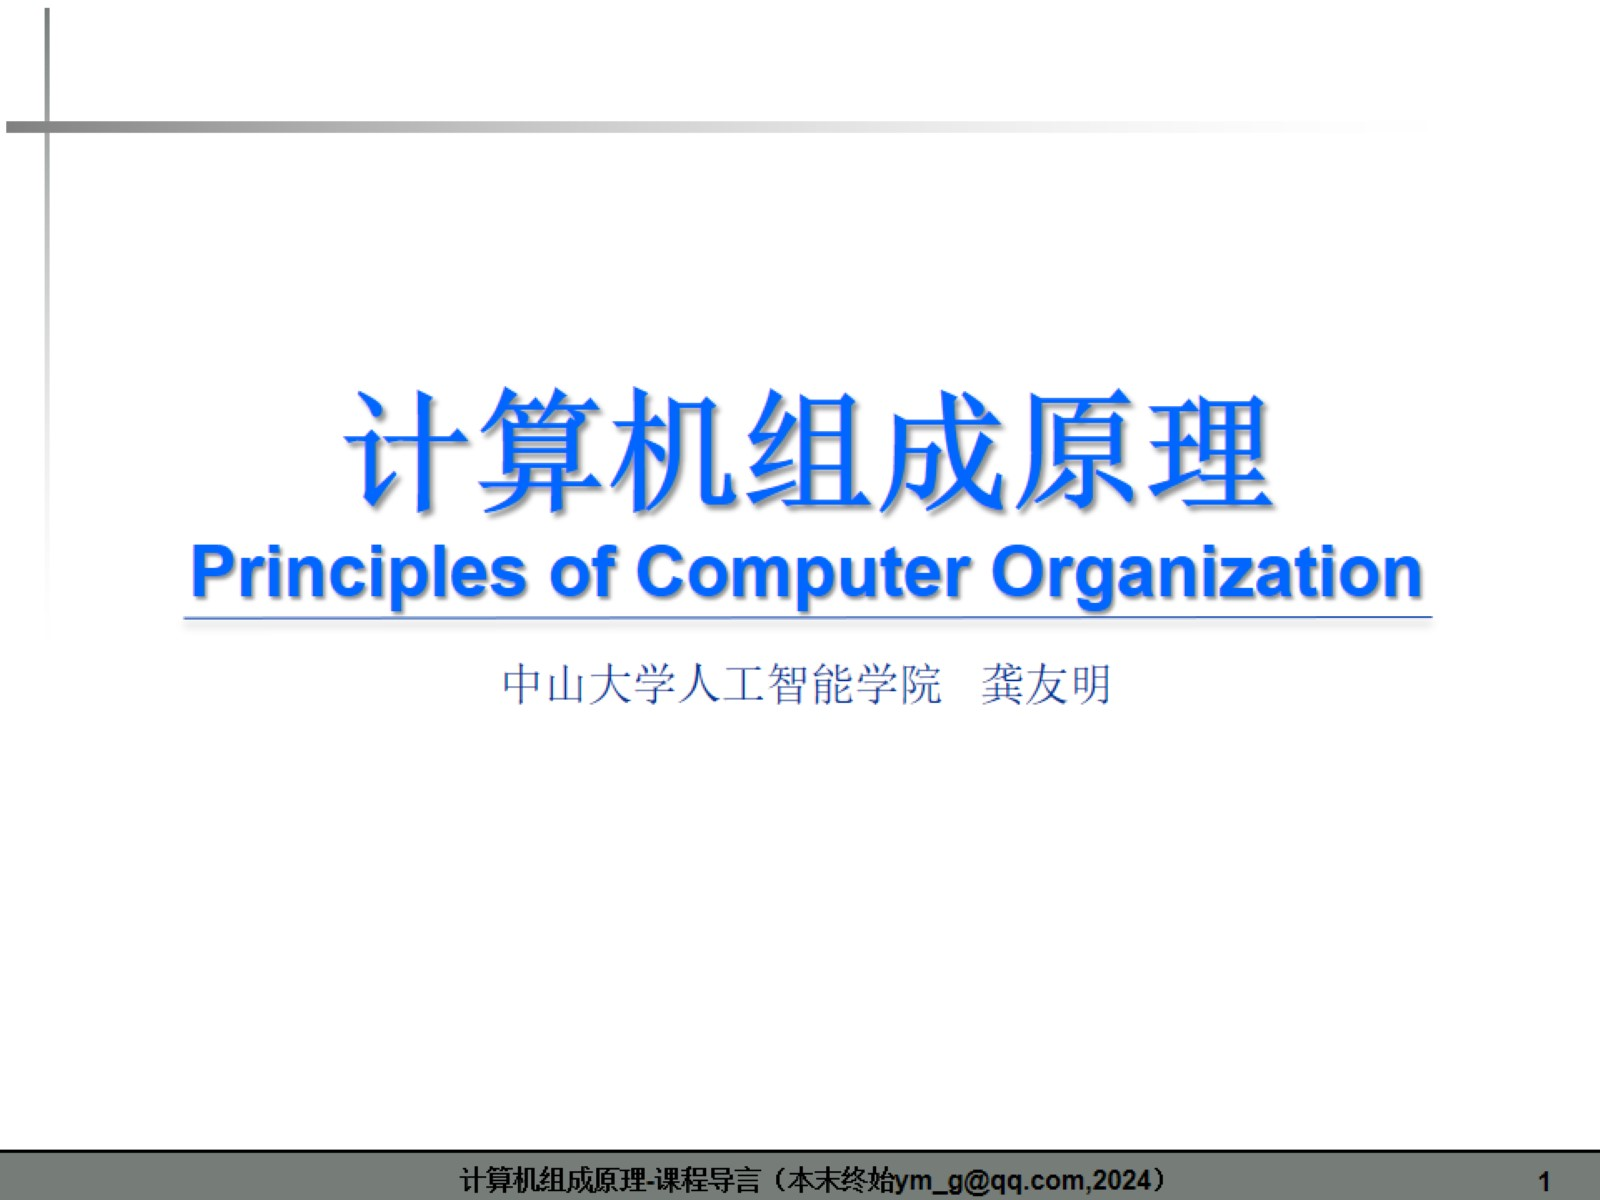 计算机组成原理
Principles of Computer Organization
中山大学人工智能学院 龚友明
计算机组成原理-课程导言（本末终始ym_g@qq.com,2024）
1